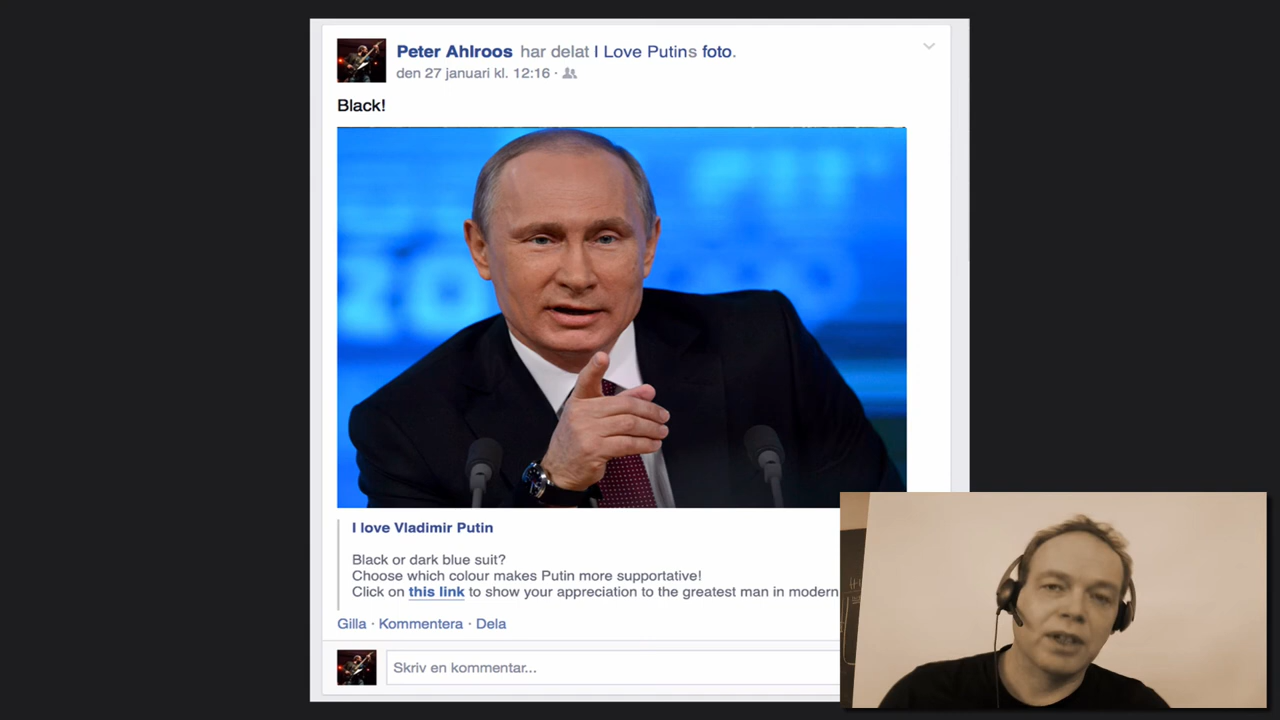 Peter Ahlroos har delat I Love Putins foto.
den 27 januari kl. 12:16 ·
Black!
I love Vladimir Putin
Black or dark blue suit?
Choose which colour makes Putin more supportative!
Click on this link to show your appreciation to the greatest man in modern
Gilla · Kommentera · Dela
Skriv en kommentar...